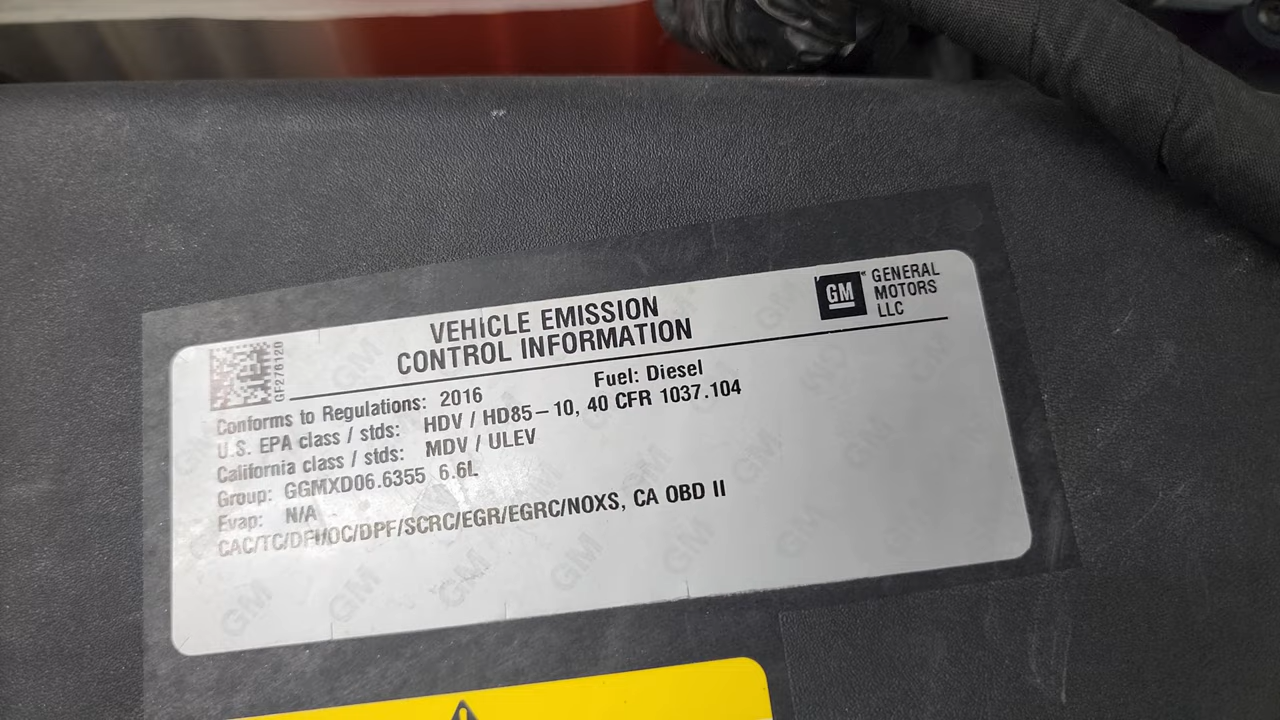 VEHICLE EMISSION
CONTROL INFORMATION
GM GENERAL
MOTORS
LLC
GF276120
Conforms to Regulations: 2016 Fuel: Diesel
U.S. EPA class / stds: HDV / HD85-10, 40 CFR 1037.104
California class / stds: MDV / ULEV
Group: GGMXD06.6355 6.6L
Evap: N/A
CAC/TC/DFI/OC/DPF/SCRC/EGR/EGRC/NOXS, CA OBD II